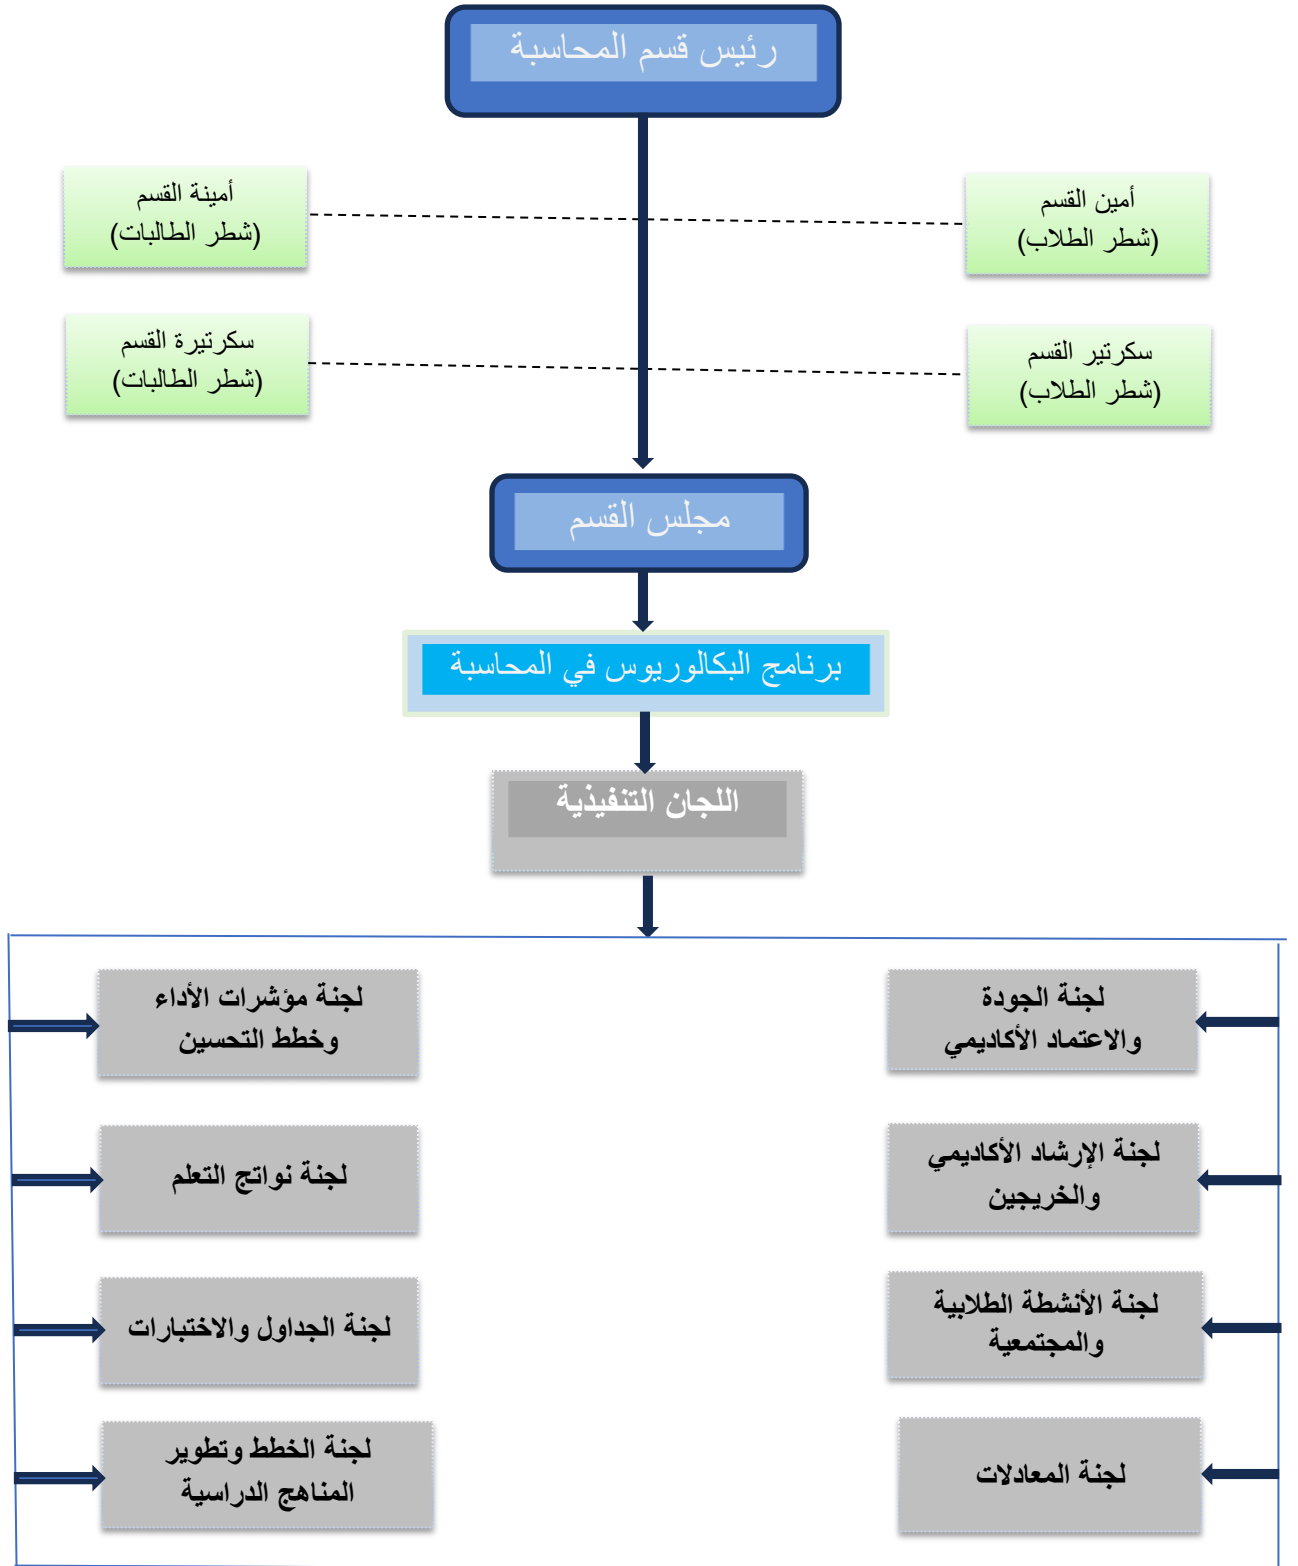 رئيس قسم المحاسبة
أمين القسم
(شطر الطلاب)
أمينة القسم
(شطر الطالبات)
سكرتير القسم
(شطر الطلاب)
سكرتيرة القسم
(شطر الطالبات)
مجلس القسم
برنامج البكالوريوس في المحاسبة
اللجان التنفيذية
لجنة الجودة
والاعتماد الأكاديمي
لجنة مؤشرات الأداء
وخطط التحسين
لجنة الإرشاد الأكاديمي
والخريجين
لجنة نواتج التعلم
لجنة الأنشطة الطلابية
والمجتمعية
لجنة الجداول والاختبارات
لجنة المعادلات
لجنة الخطط وتطوير
المناهج الدراسية